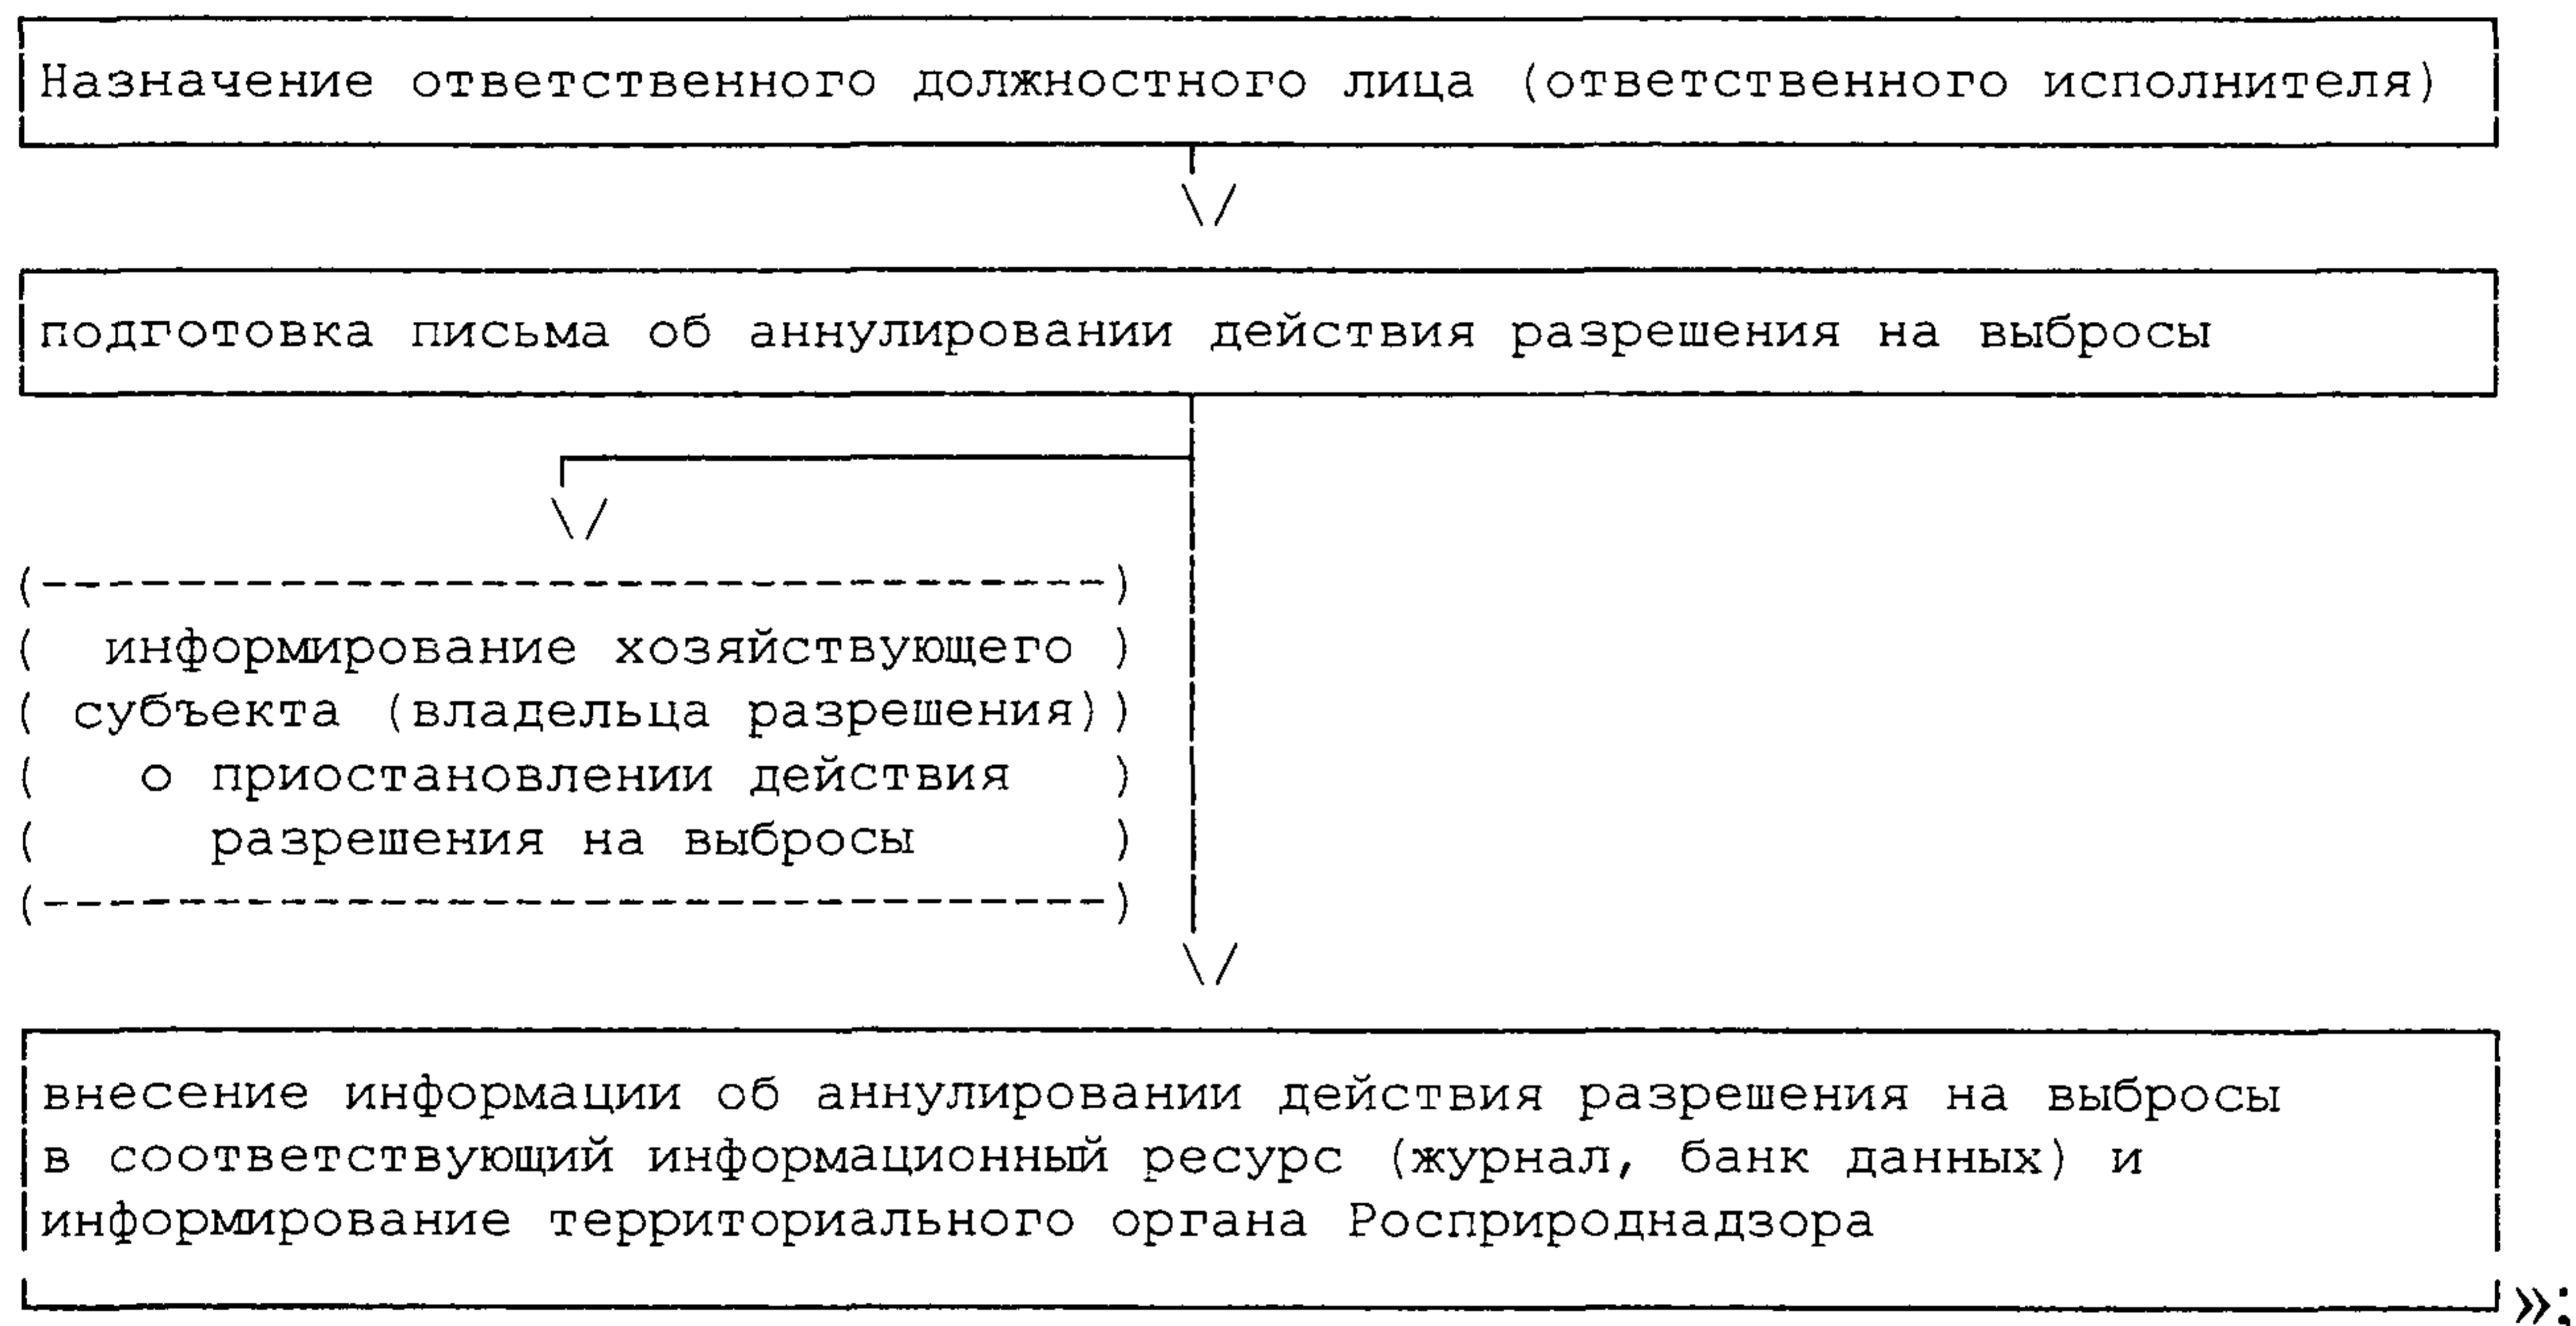 Назначение ответственного должностного лица (ответственного исполнителя)
подготовка письма об аннулировании действия разрешения на выбросы
информирование хозяйствующего
субъекта (владельца разрешения)
о приостановлении действия
разрешения на выбросы
внесение информации об аннулировании действия разрешения на выбросы
в соответствующий информационный ресурс (журнал, банк данных) и
информирование территориального органа Росприроднадзора
»;